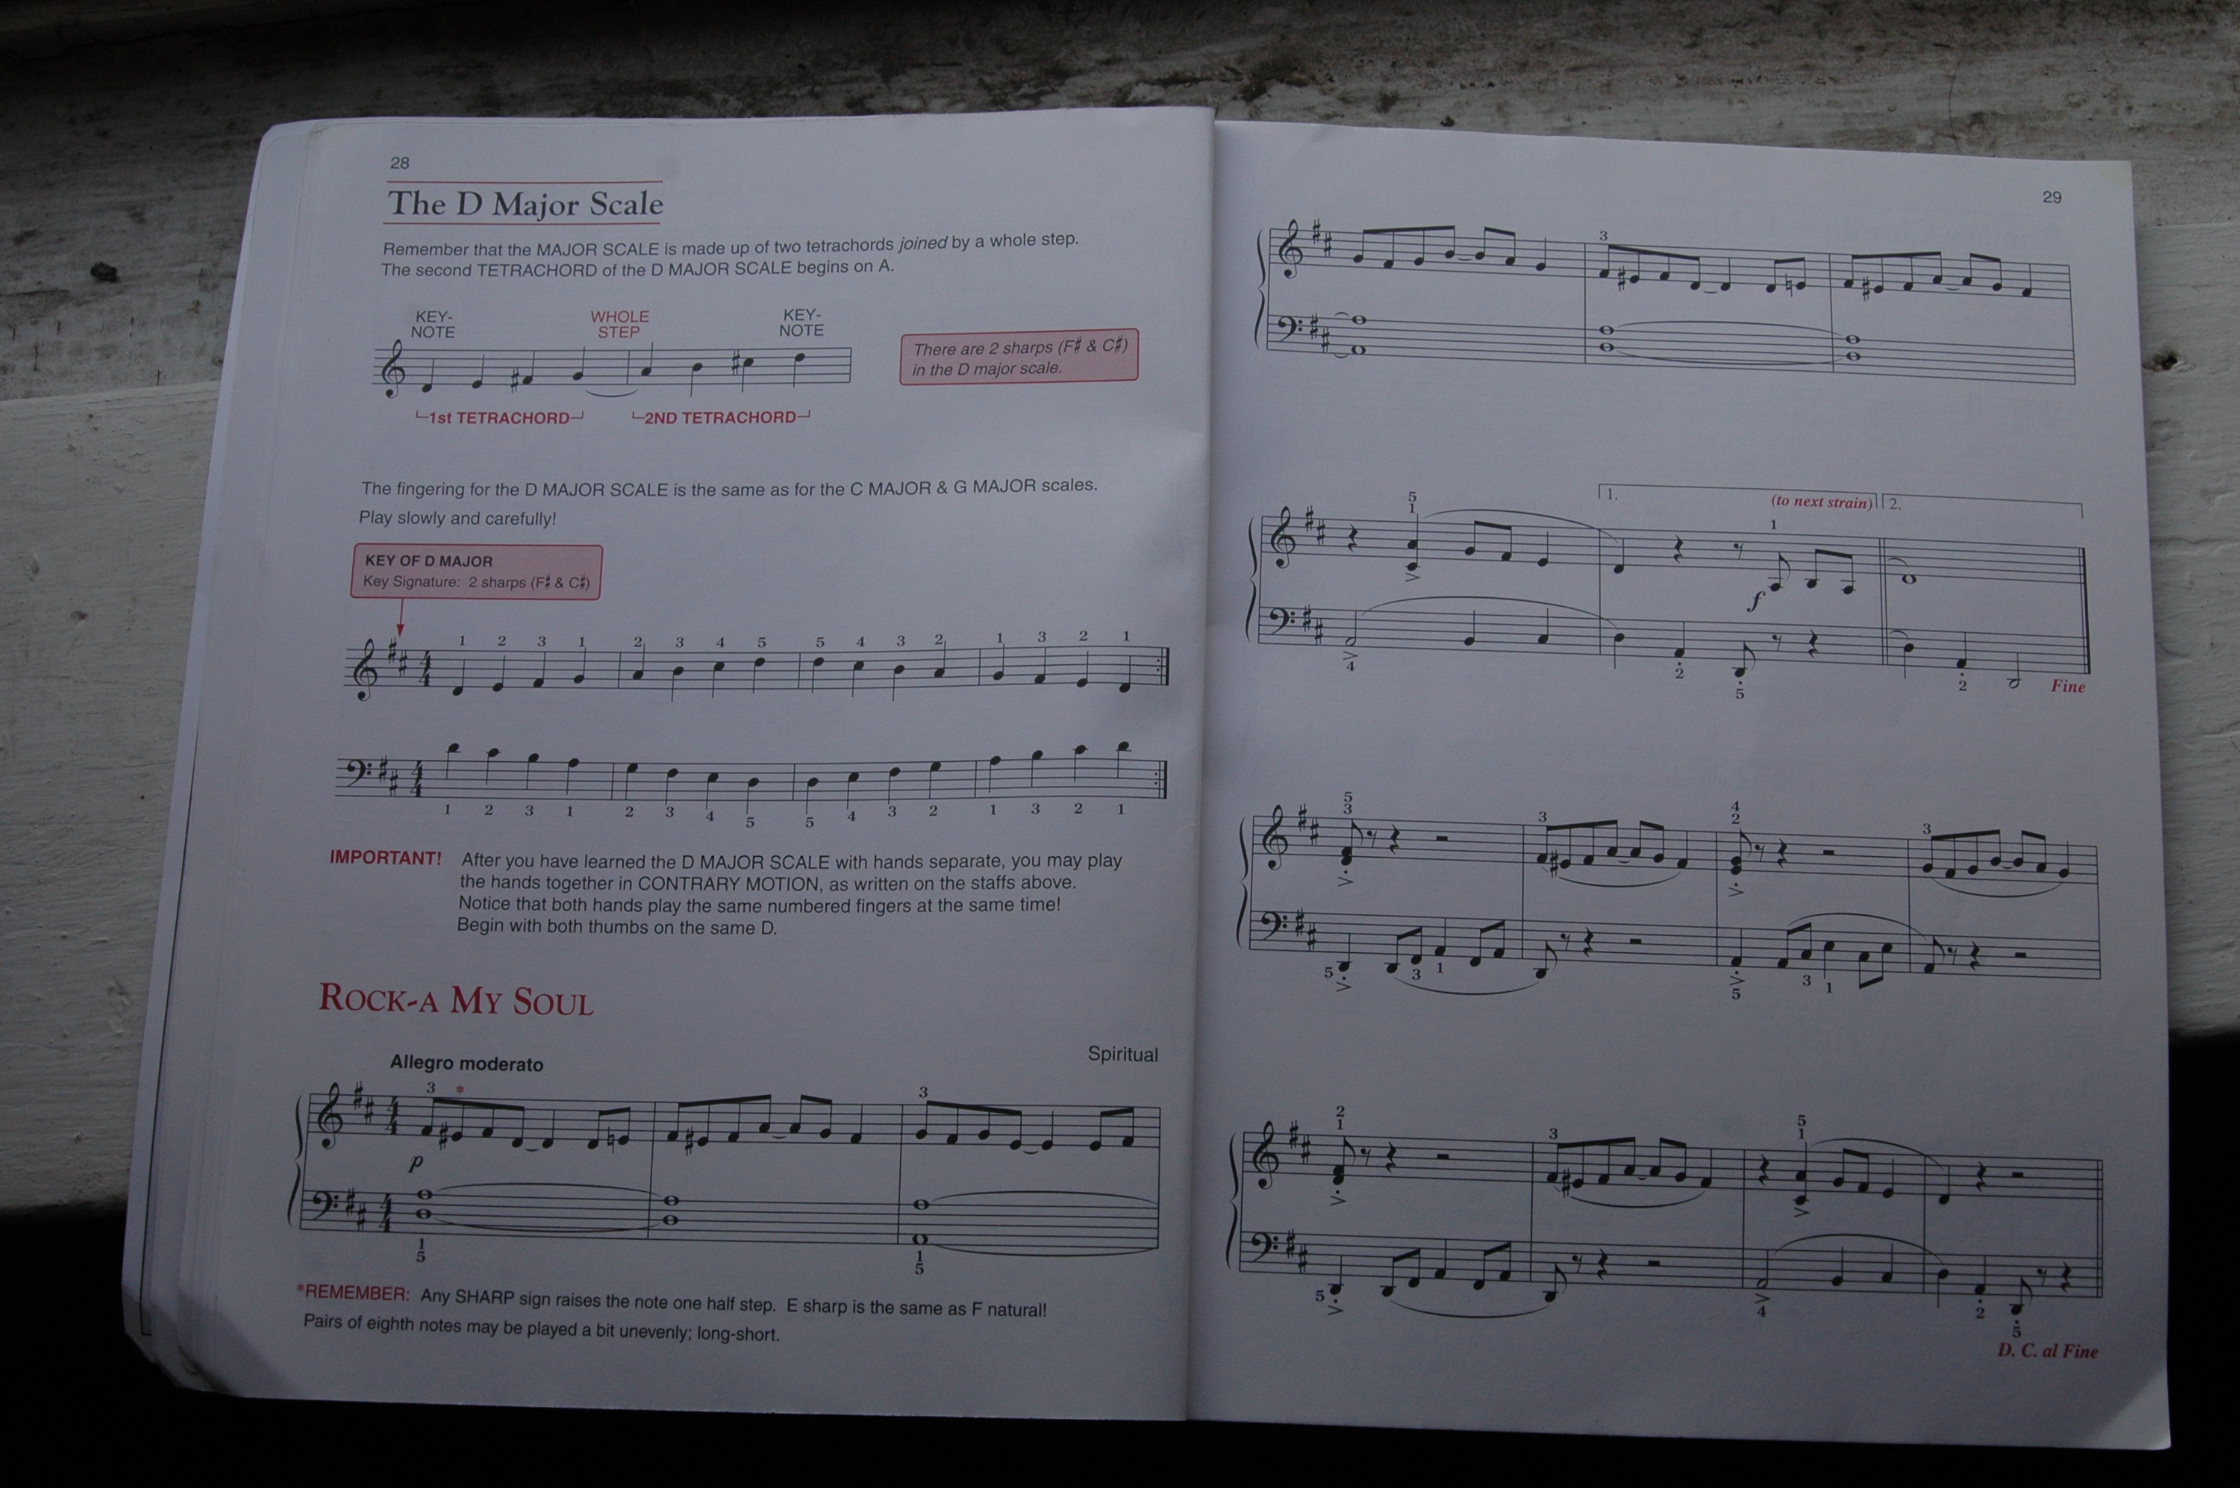 28
The D Major Scale
Remember that the MAJOR SCALE is made up of two tetrachords joined by a whole step.
The second TETRACHORD of the D MAJOR SCALE begins on A.
KEY-
NOTE
WHOLE
STEP
KEY-
NOTE
There are 2 sharps (F♯ & C♯)
in the D major scale.
1st TETRACHORD
2ND TETRACHORD
The fingering for the D MAJOR SCALE is the same as for the C MAJOR & G MAJOR scales.
Play slowly and carefully!
KEY OF D MAJOR
Key Signature: 2 sharps (F♯ & C♯)
4
4
1 2 3 1 2 3 4 5 5 4 3 2 1 3 2 1
4
4
1 2 3 1 2 3 4 5 5 4 3 2 1 3 2 1
IMPORTANT! After you have learned the D MAJOR SCALE with hands separate, you may play
the hands together in CONTRARY MOTION, as written on the staffs above.
Notice that both hands play the same numbered fingers at the same time!
Begin with both thumbs on the same D.
ROCK-A MY SOUL
Allegro moderato
Spiritual
3 * 3
4
4
p
4
4
1 1
5 5
*REMEMBER: Any SHARP sign raises the note one half step. E sharp is the same as F natural!
Pairs of eighth notes may be played a bit unevenly; long-short.
29
3
5
1
1. (to next strain) 2.
1
f
4 2 5 2
Fine
5
3
3
4
2
3
5 3 1 5 3 1
2
1
3
5
1
5 4 2 5
D. C. al Fine